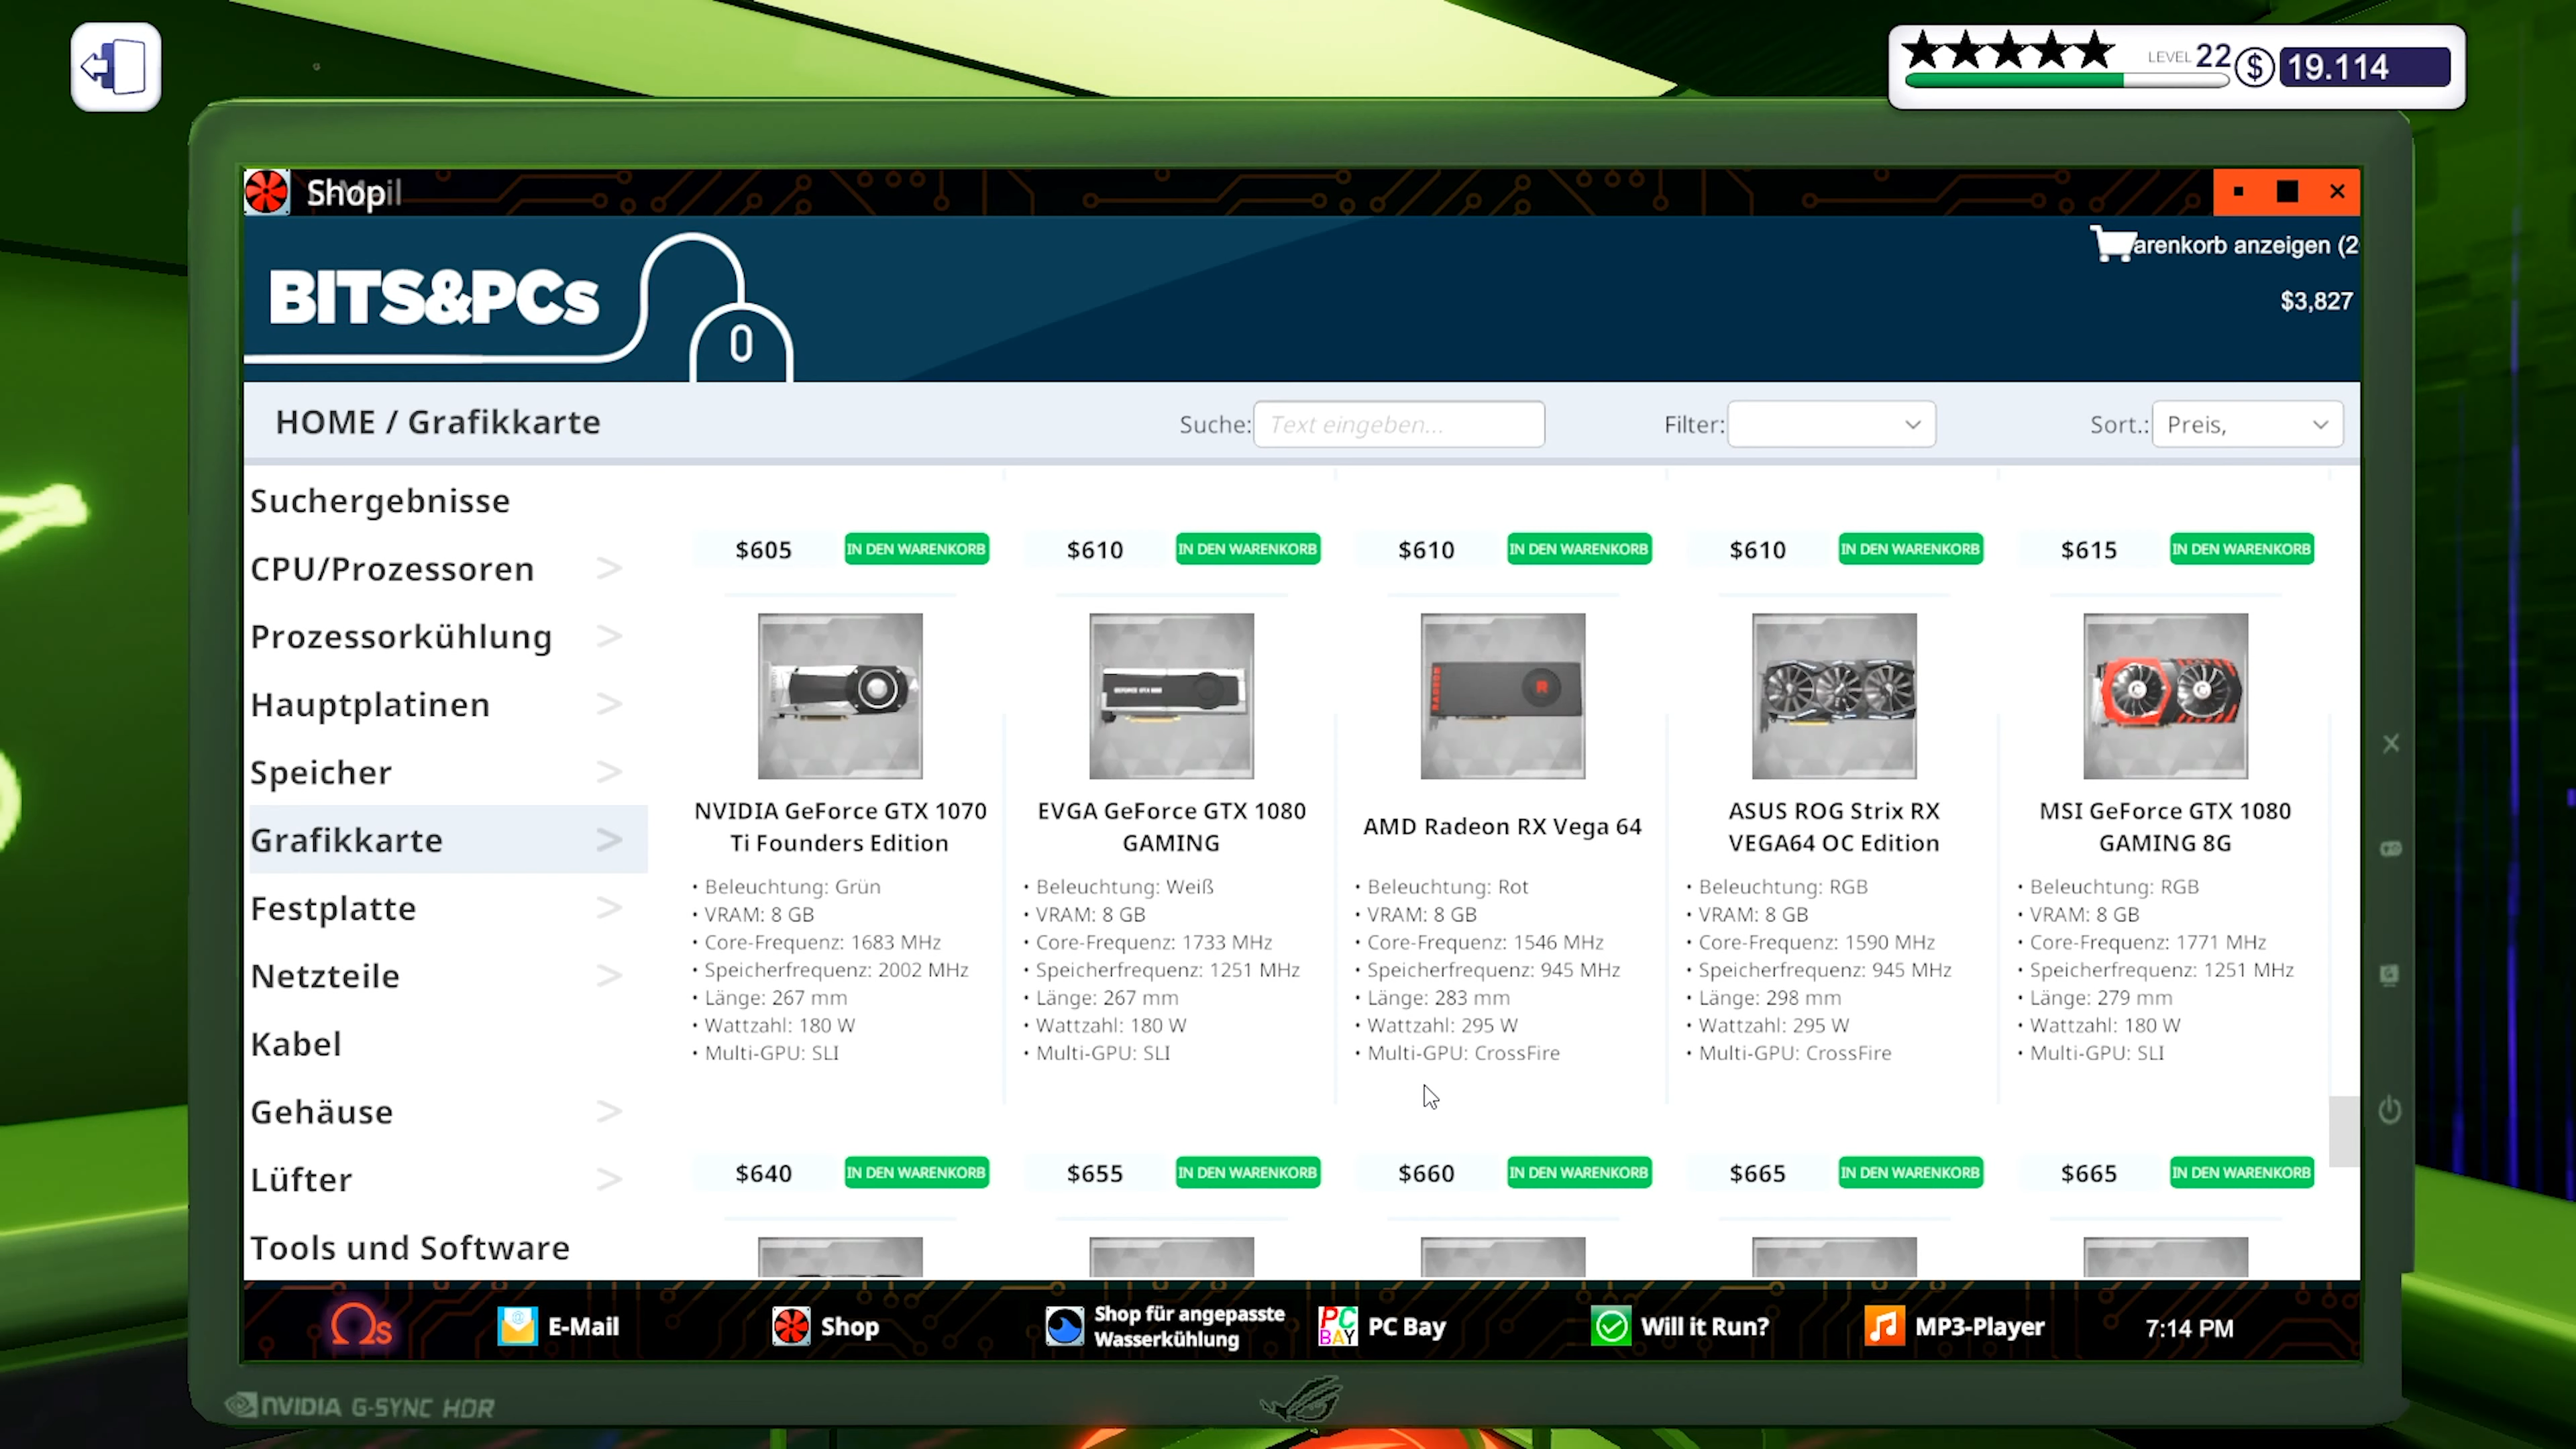 LEVEL 22 $ 19.114
Shop
arenkorb anzeigen (2
BITS&PCs
$3,827
HOME / Grafikkarte
Suche: Text eingeben...
Filter:
Sort.: Preis,
Suchergebnisse
CPU/Prozessoren >
Prozessorkühlung >
Hauptplatinen >
Speicher >
Grafikkarte >
Festplatte >
Netzteile >
Kabel
Gehäuse >
Lüfter >
Tools und Software
$605 IN DEN WARENKORB
$610 IN DEN WARENKORB
$610 IN DEN WARENKORB
$610 IN DEN WARENKORB
$615 IN DEN WARENKORB
NVIDIA GeForce GTX 1070
Ti Founders Edition
• Beleuchtung: Grün
• VRAM: 8 GB
• Core-Frequenz: 1683 MHz
• Speicherfrequenz: 2002 MHz
• Länge: 267 mm
• Wattzahl: 180 W
• Multi-GPU: SLI
$640 IN DEN WARENKORB
EVGA GeForce GTX 1080
GAMING
• Beleuchtung: Weiß
• VRAM: 8 GB
• Core-Frequenz: 1733 MHz
• Speicherfrequenz: 1251 MHz
• Länge: 267 mm
• Wattzahl: 180 W
• Multi-GPU: SLI
$655 IN DEN WARENKORB
RADEON
R
AMD Radeon RX Vega 64
• Beleuchtung: Rot
• VRAM: 8 GB
• Core-Frequenz: 1546 MHz
• Speicherfrequenz: 945 MHz
• Länge: 283 mm
• Wattzahl: 295 W
• Multi-GPU: CrossFire
$660 IN DEN WARENKORB
ASUS ROG Strix RX
VEGA64 OC Edition
• Beleuchtung: RGB
• VRAM: 8 GB
• Core-Frequenz: 1590 MHz
• Speicherfrequenz: 945 MHz
• Länge: 298 mm
• Wattzahl: 295 W
• Multi-GPU: CrossFire
$665 IN DEN WARENKORB
MSI GeForce GTX 1080
GAMING 8G
• Beleuchtung: RGB
• VRAM: 8 GB
• Core-Frequenz: 1771 MHz
• Speicherfrequenz: 1251 MHz
• Länge: 279 mm
• Wattzahl: 180 W
• Multi-GPU: SLI
$665 IN DEN WARENKORB
Ωs
E-Mail
Shop
Shop für angepasste
Wasserkühlung
PC
BAY
PC Bay
Will it Run?
MP3-Player
7:14 PM
NVIDIA G-SYNC HDR